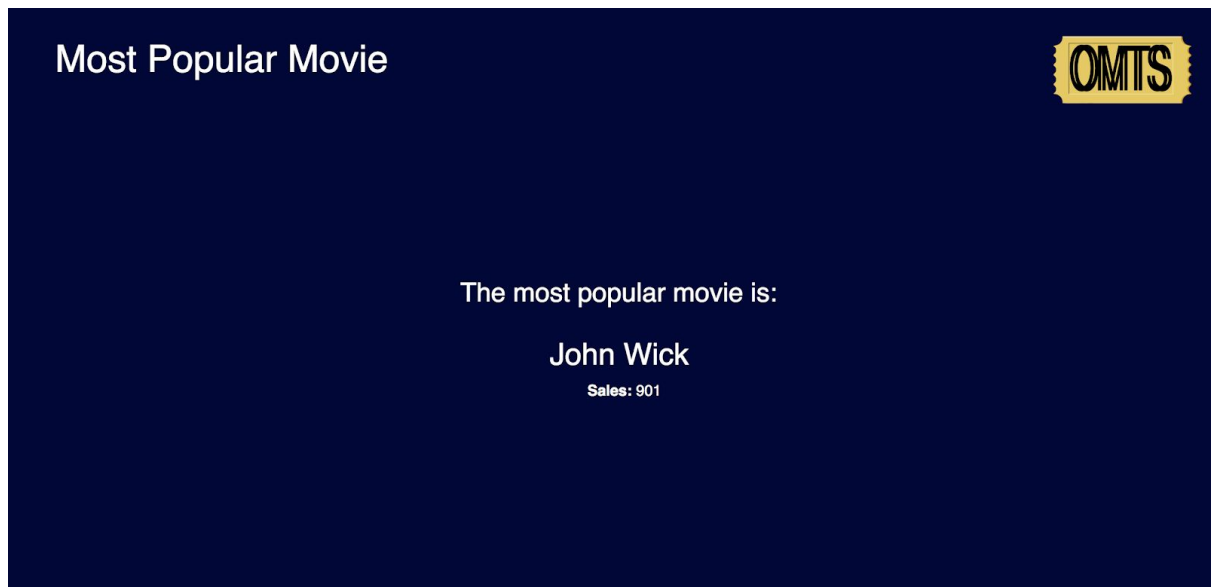 Most Popular Movie
OMTS
The most popular movie is:
John Wick
Sales: 901